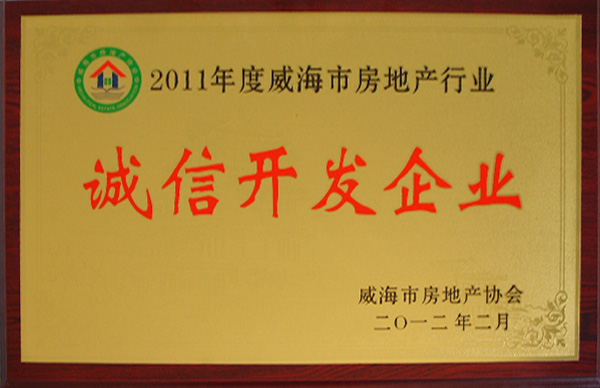 2011年度威海市房地产行业
诚信开发企业
威海市房地产协会
二〇一二年二月